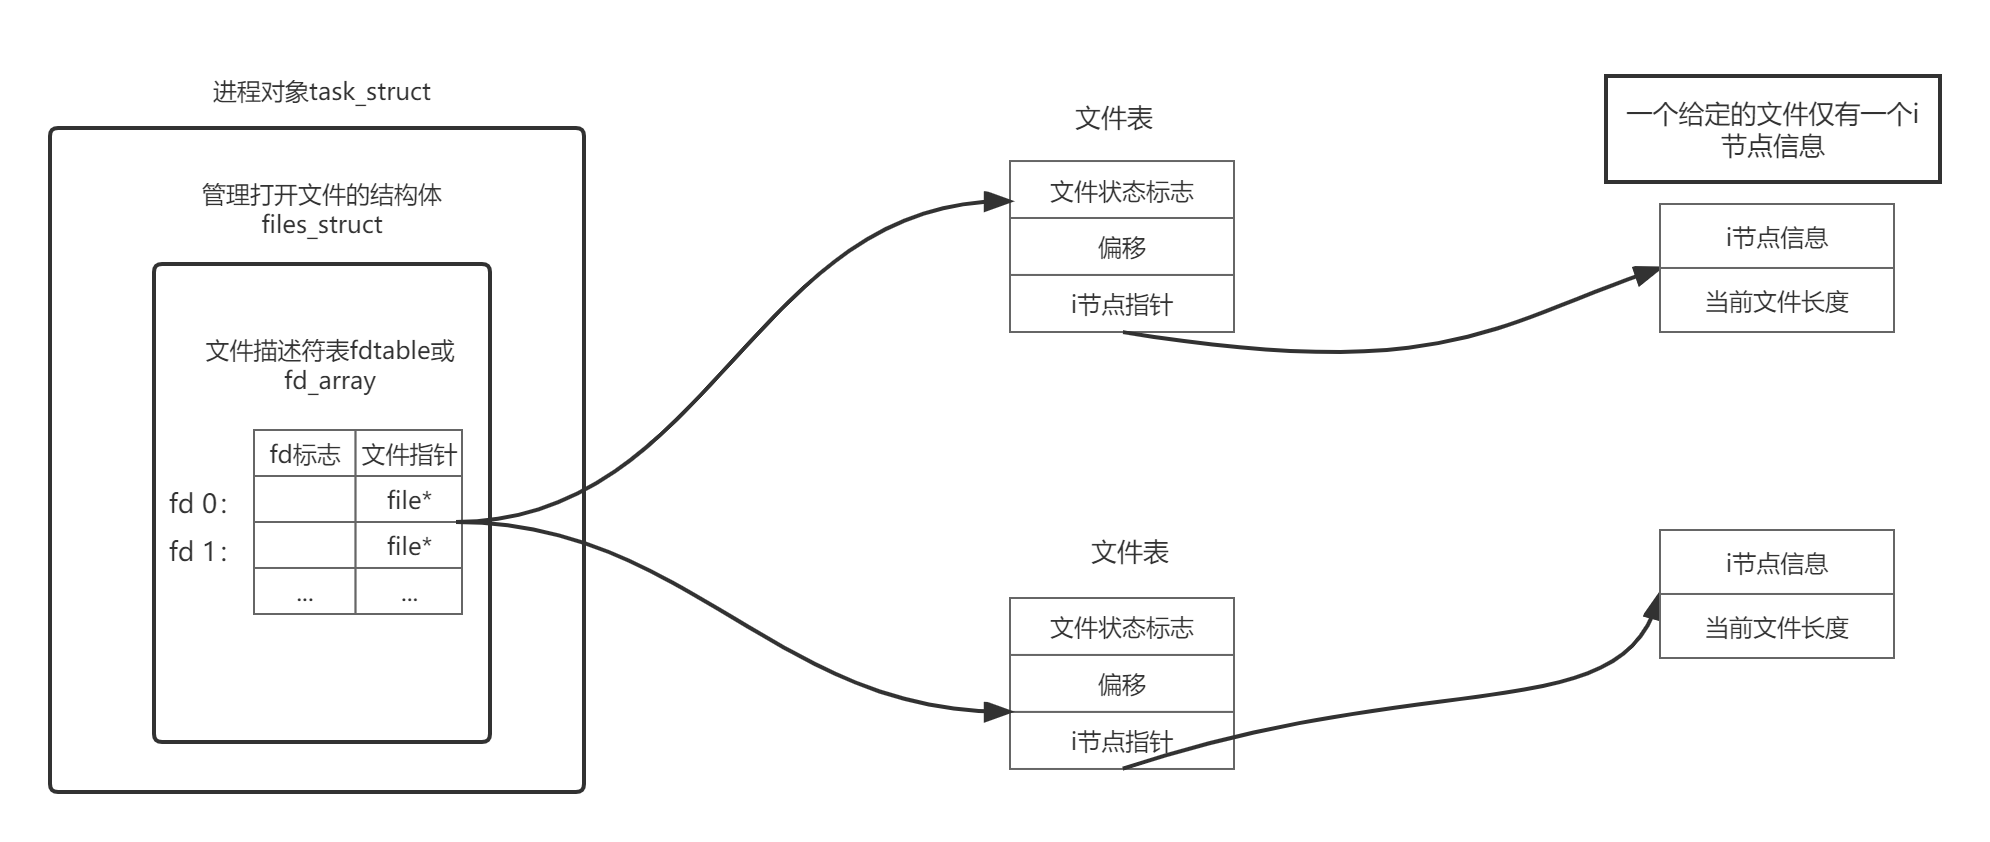 进程对象task_struct
管理打开文件的结构体
files_struct
文件描述符表fdtable或
fd_array
fd标志 文件指针
fd 0： file*
fd 1： file*
... ...
文件表
文件状态标志
偏移
i节点指针
一个给定的文件仅有一个i
节点信息
i节点信息
当前文件长度
文件表
文件状态标志
偏移
i节点指针
i节点信息
当前文件长度